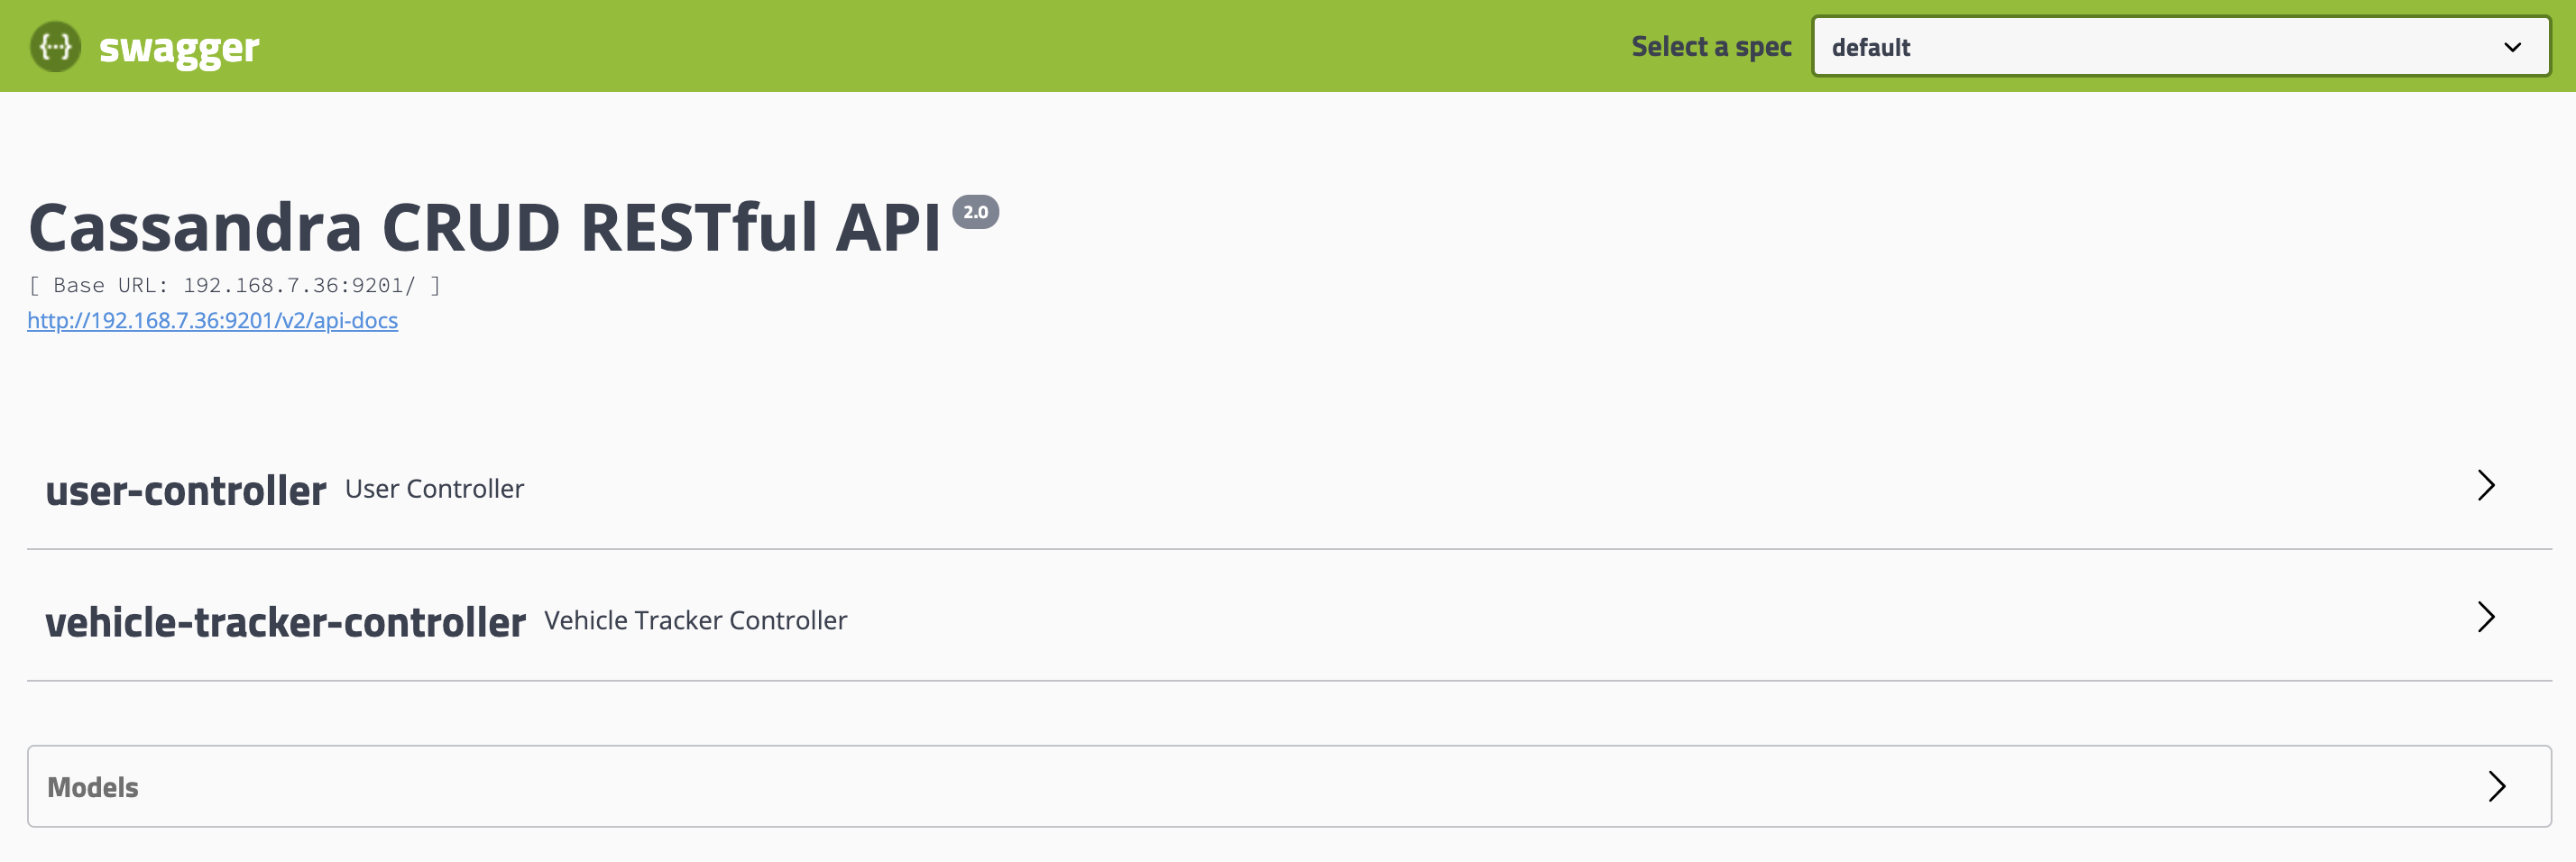 {...} swagger
Select a spec default
Cassandra CRUD RESTful API 2.0
[ Base URL: 192.168.7.36:9201/ ]
http://192.168.7.36:9201/v2/api-docs
user-controller User Controller
vehicle-tracker-controller Vehicle Tracker Controller
Models